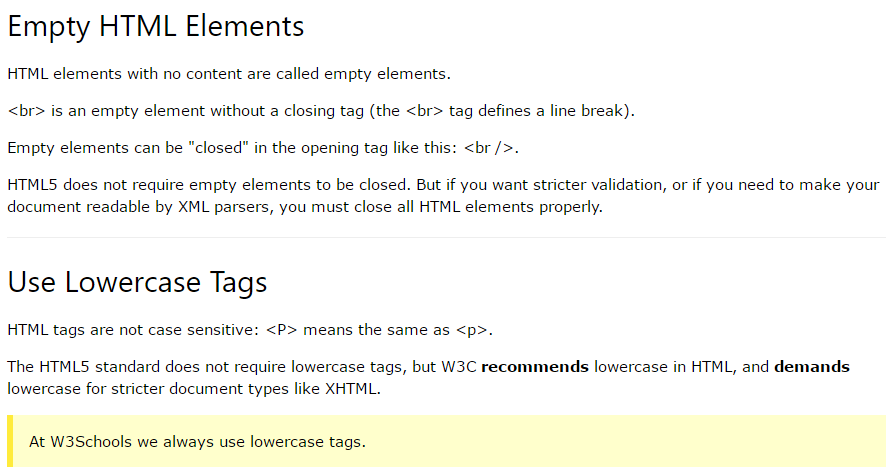 Empty HTML Elements
HTML elements with no content are called empty elements.
<br> is an empty element without a closing tag (the <br> tag defines a line break).
Empty elements can be "closed" in the opening tag like this: <br />.
HTML5 does not require empty elements to be closed. But if you want stricter validation, or if you need to make your
document readable by XML parsers, you must close all HTML elements properly.
Use Lowercase Tags
HTML tags are not case sensitive: <P> means the same as <p>.
The HTML5 standard does not require lowercase tags, but W3C recommends lowercase in HTML, and demands
lowercase for stricter document types like XHTML.
At W3Schools we always use lowercase tags.